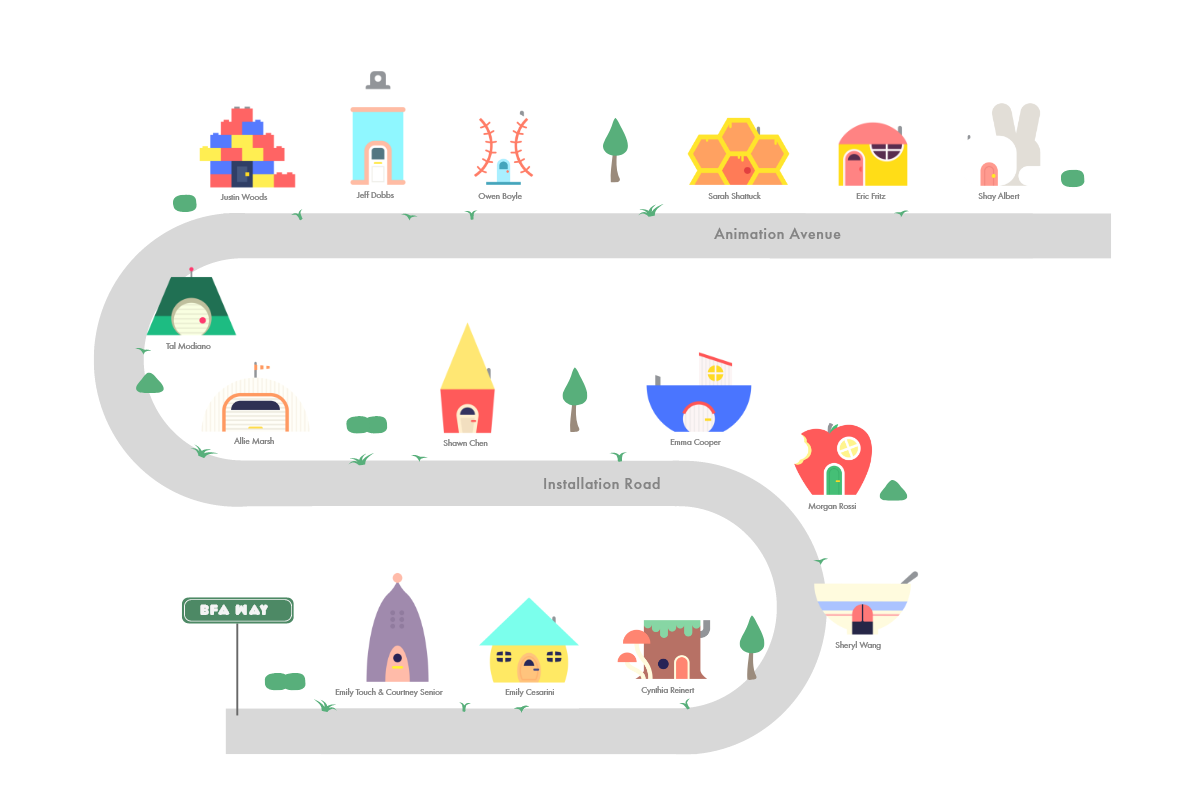 Justin Woods
Jeff Dobbs
Owen Boyle
Sarah Shattuck
Eric Fritz
Shay Albert
Animation Avenue
Tal Modiano
Allie Marsh
Shawn Chen
Emma Cooper
Installation Road
Morgan Rossi
BFA WAY
Sheryl Wang
Emily Touch & Courtney Senior
Emily Cesarini
Cynthia Reinert